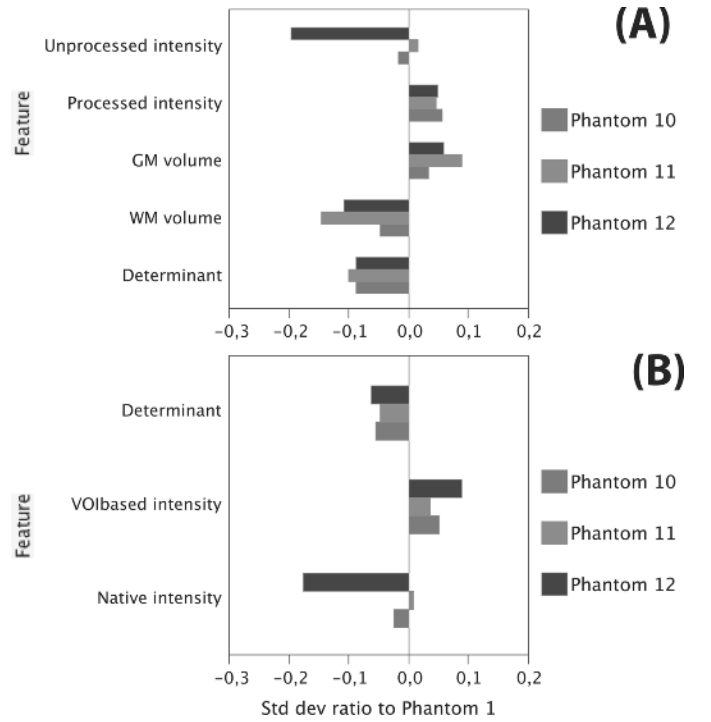 (A)
Unprocessed intensity
Processed intensity
GM volume
WM volume
Determinant
Feature
Phantom 10
Phantom 11
Phantom 12
−0,3 −0,2 −0,1 0,0 0,1 0,2
(B)
Determinant
VOIbased intensity
Native intensity
Feature
Phantom 10
Phantom 11
Phantom 12
−0,3 −0,2 −0,1 0,0 0,1 0,2
Std dev ratio to Phantom 1